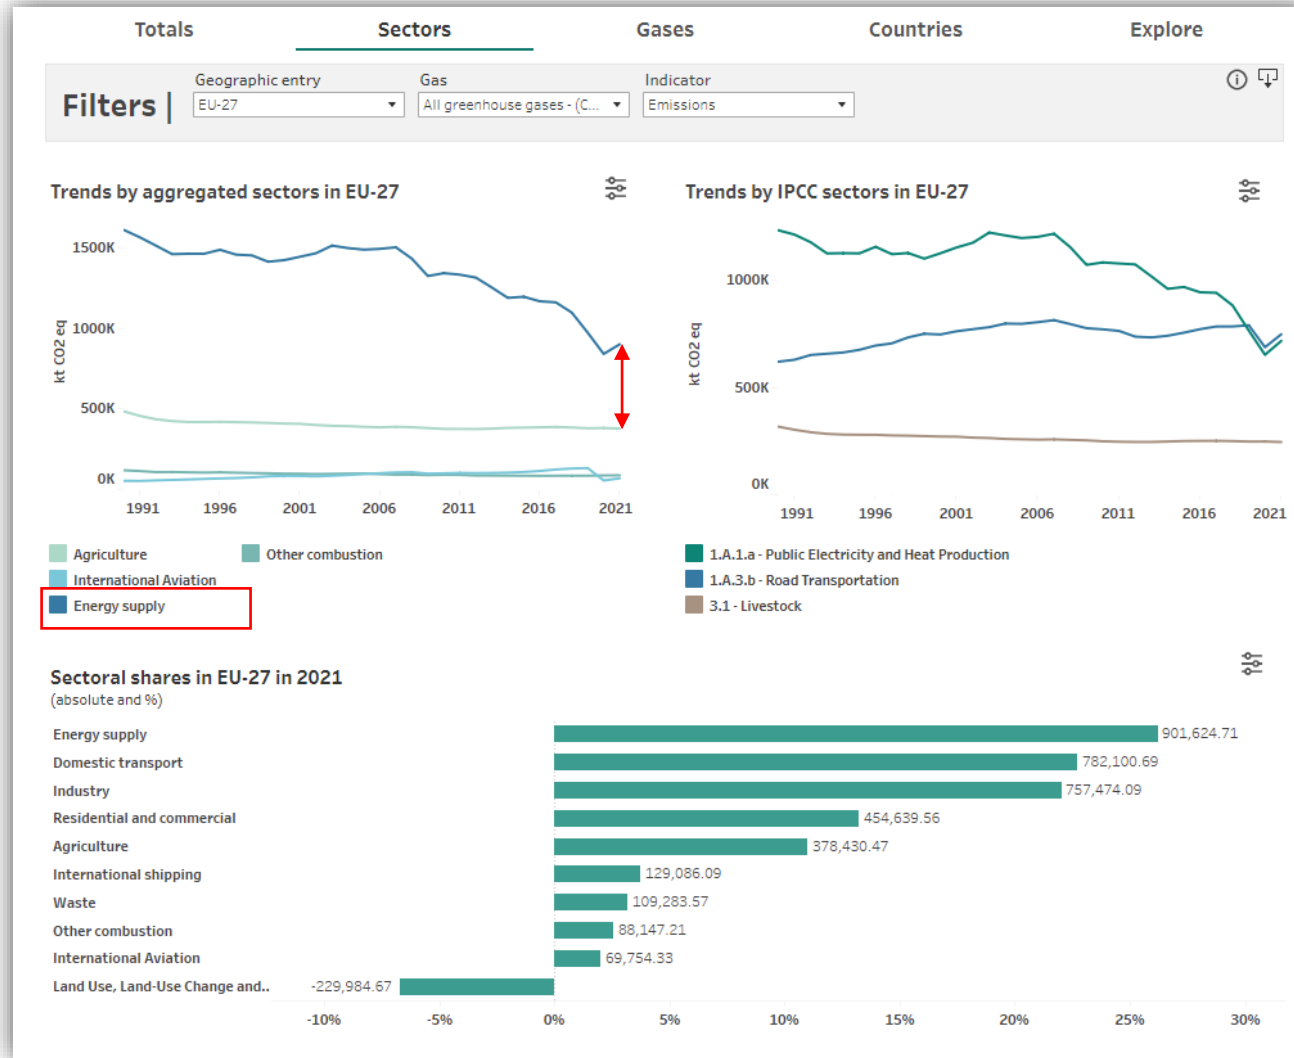 Totals Sectors Gases Countries Explore
Filters |
Geographic entry Gas Indicator
EU-27 All greenhouse gases - (C... Emissions
Trends by aggregated sectors in EU-27
kt CO2 eq
1500K
1000K
500K
0K
1991 1996 2001 2006 2011 2016 2021
Agriculture Other combustion
International Aviation
Energy supply
Trends by IPCC sectors in EU-27
kt CO2 eq
1000K
500K
0K
1991 1996 2001 2006 2011 2016 2021
1.A.1.a - Public Electricity and Heat Production
1.A.3.b - Road Transportation
3.1 - Livestock
Sectoral shares in EU-27 in 2021
(absolute and %)
Energy supply 901,624.71
Domestic transport 782,100.69
Industry 757,474.09
Residential and commercial 454,639.56
Agriculture 378,430.47
International shipping 129,086.09
Waste 109,283.57
Other combustion 88,147.21
International Aviation 69,754.33
Land Use, Land-Use Change and.. -229,984.67
-10% -5% 0% 5% 10% 15% 20% 25% 30%